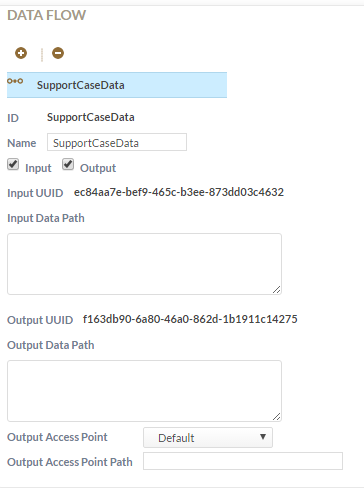 DATA FLOW
SupportCaseData
ID SupportCaseData
Name SupportCaseData
Input Output
Input UUID ec84aa7e-bef9-465c-b3ee-873dd03c4632
Input Data Path
Output UUID f163db90-6a80-46a0-862d-1b1911c14275
Output Data Path
Output Access Point Default
Output Access Point Path